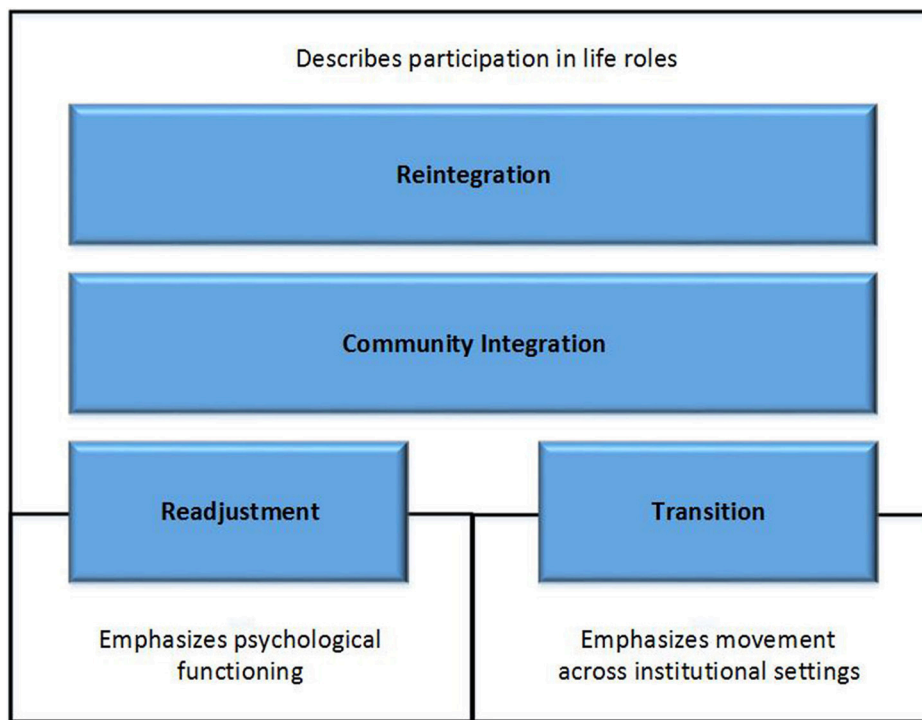 Describes participation in life roles
Reintegration
Community Integration
Readjustment
Transition
Emphasizes psychological
functioning
Emphasizes movement
across institutional settings